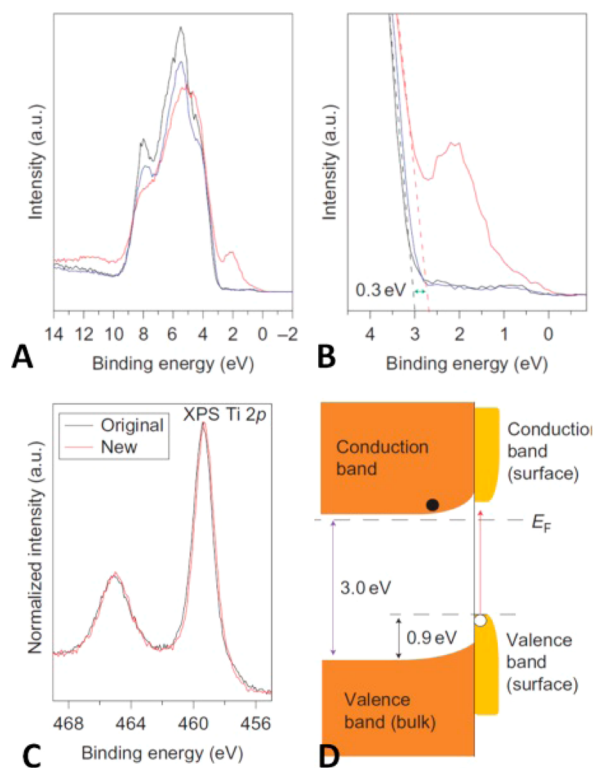 Intensity (a.u.)
14 12 10 8 6 4 2 0 −2
Binding energy (eV)
A
Intensity (a.u.)
0.3 eV
4 3 2 1 0
Binding energy (eV)
B
XPS Ti 2p
Original
New
Normalized intensity (a.u.)
468 464 460 456
Binding energy (eV)
C
Conduction
band
Conduction
band
(surface)
EF
3.0 eV
0.9 eV
Valence
band
(surface)
Valence
band (bulk)
D